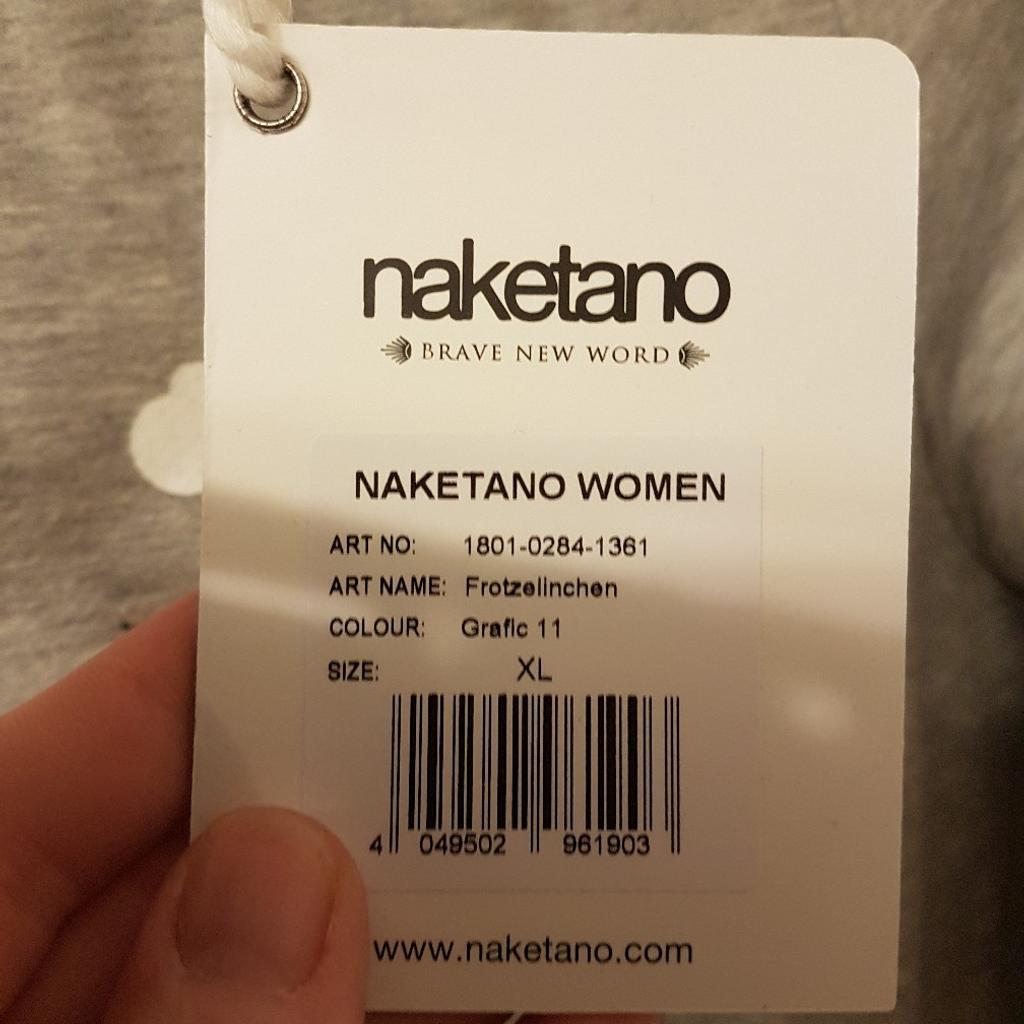 naketano
BRAVE NEW WORD
NAKETANO WOMEN
ART NO: 1801-0284-1361
ART NAME: Frotzelinchen
COLOUR: Grafic 11
SIZE: XL
4 049502 961903
www.naketano.com